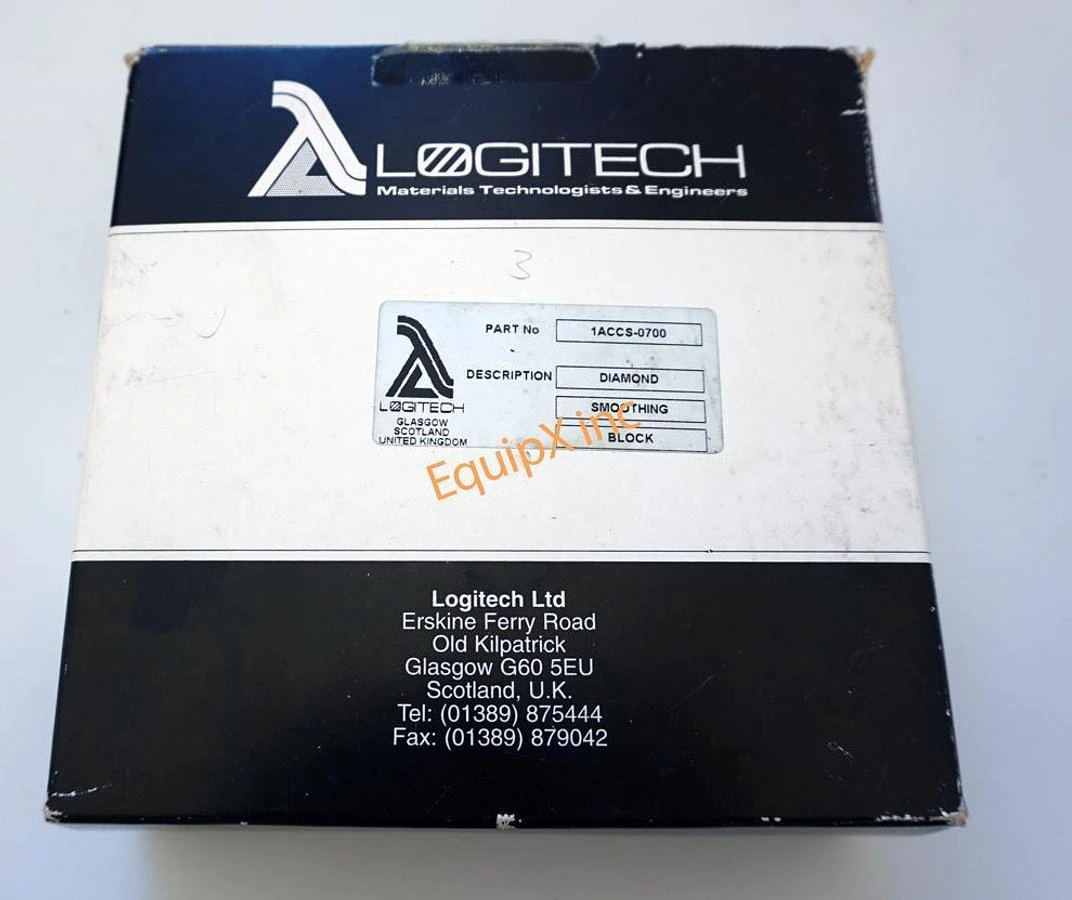 LOGITECH
Materials Technologists & Engineers
3
PART No 1ACCS-0700
DESCRIPTION DIAMOND
SMOOTHING
BLOCK
LOGITECH
GLASGOW
SCOTLAND
UNITED KINGDOM
EquipX inc
Logitech Ltd
Erskine Ferry Road
Old Kilpatrick
Glasgow G60 5EU
Scotland, U.K.
Tel: (01389) 875444
Fax: (01389) 879042